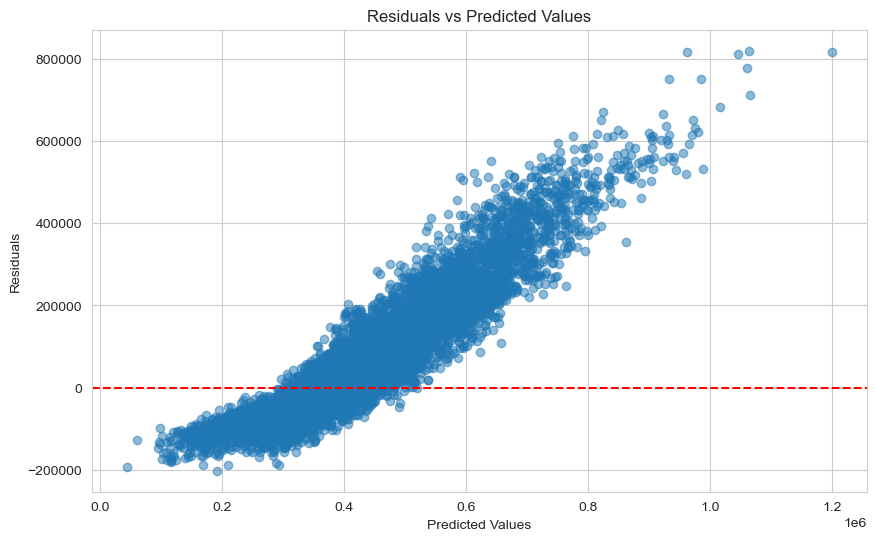 Residuals vs Predicted Values
800000
600000
400000
200000
0
−200000
Residuals
0.0 0.2 0.4 0.6 0.8 1.0 1.2
1e6
Predicted Values